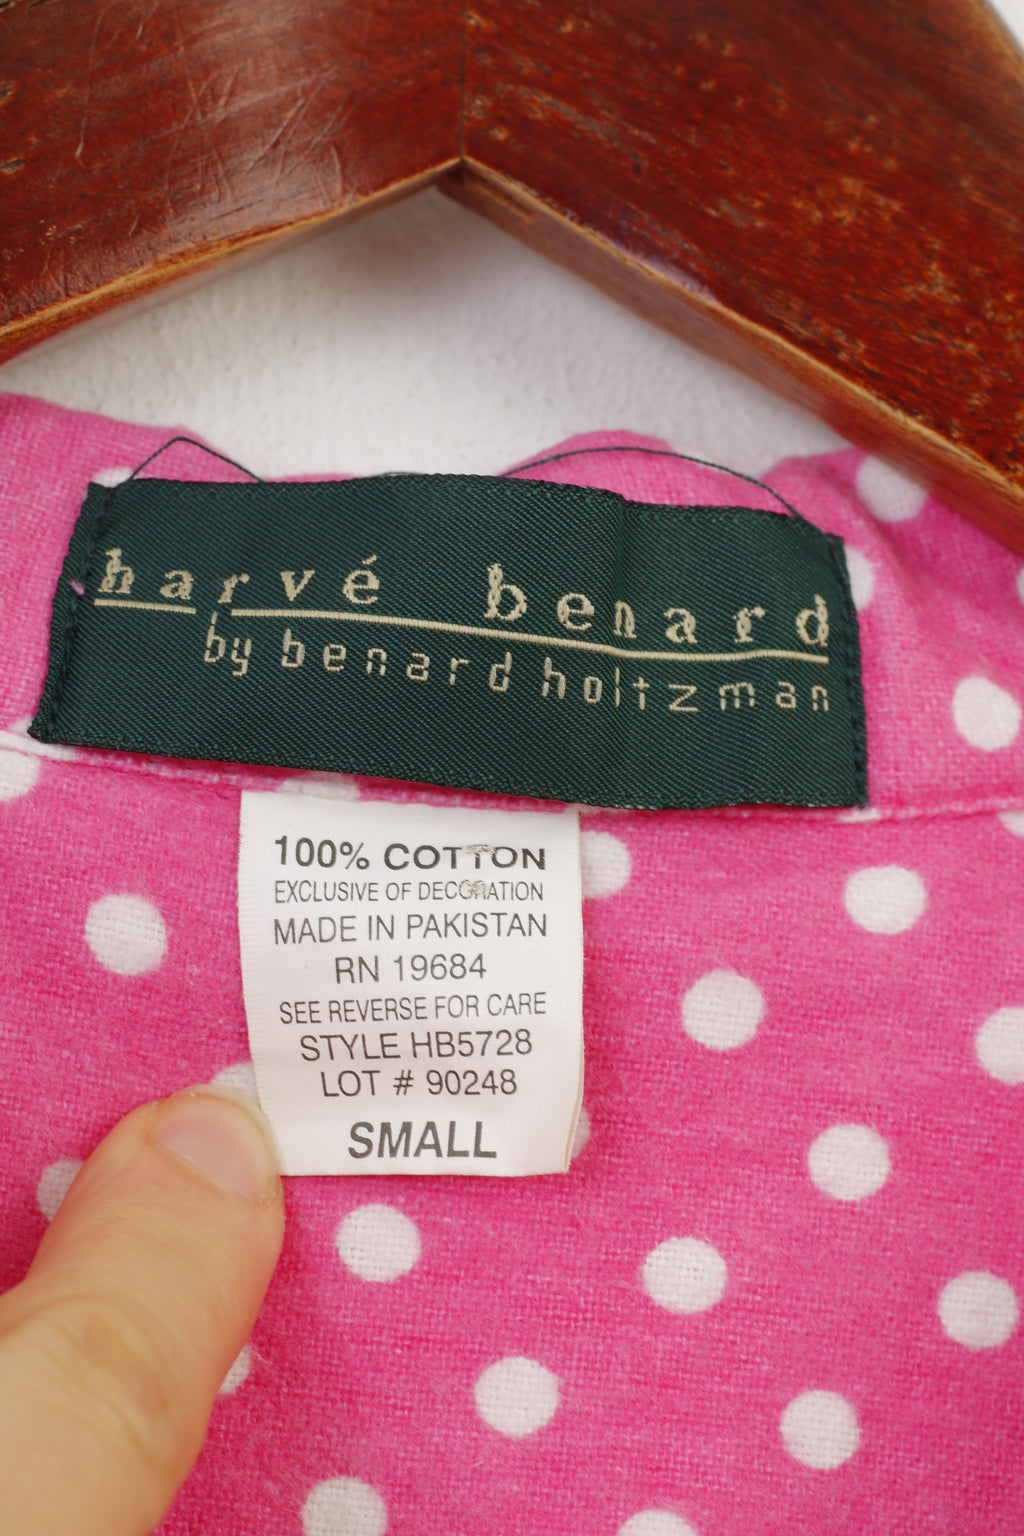 harvé benard
by benard holtzman
100% COTTON
EXCLUSIVE OF DECORATION
MADE IN PAKISTAN
RN 19684
SEE REVERSE FOR CARE
STYLE HB5728
LOT # 90248
SMALL